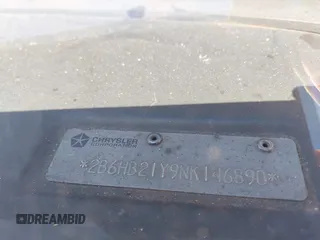 CHRYSLER
CORPORATION
*2B6HB21Y9NK146890*
DREAMBID